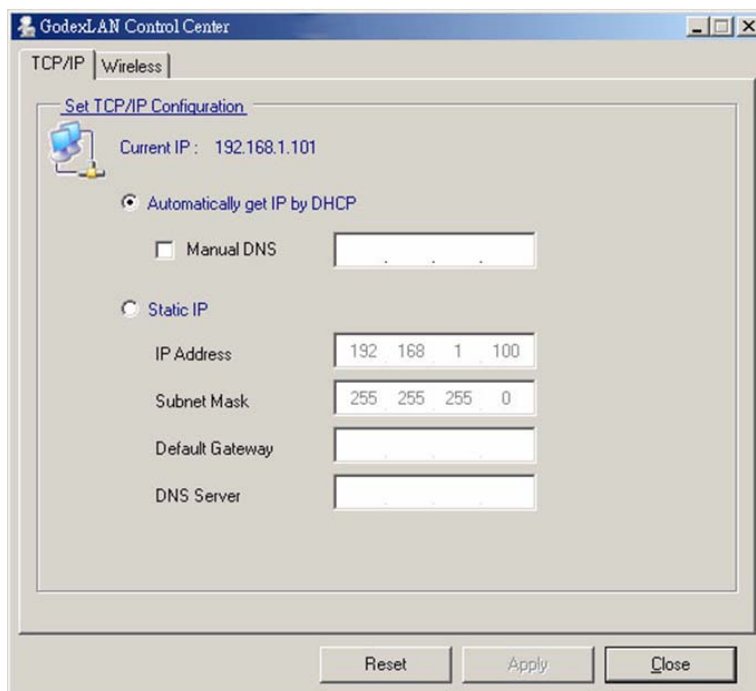 GodexLAN Control Center
TCP/IP Wireless
Set TCP/IP Configuration
Current IP : 192.168.1.101
Automatically get IP by DHCP
Manual DNS . . .
Static IP
IP Address 192 . 168 . 1 . 100
Subnet Mask 255 . 255 . 255 . 0
Default Gateway . . .
DNS Server . . .
Reset Apply Close